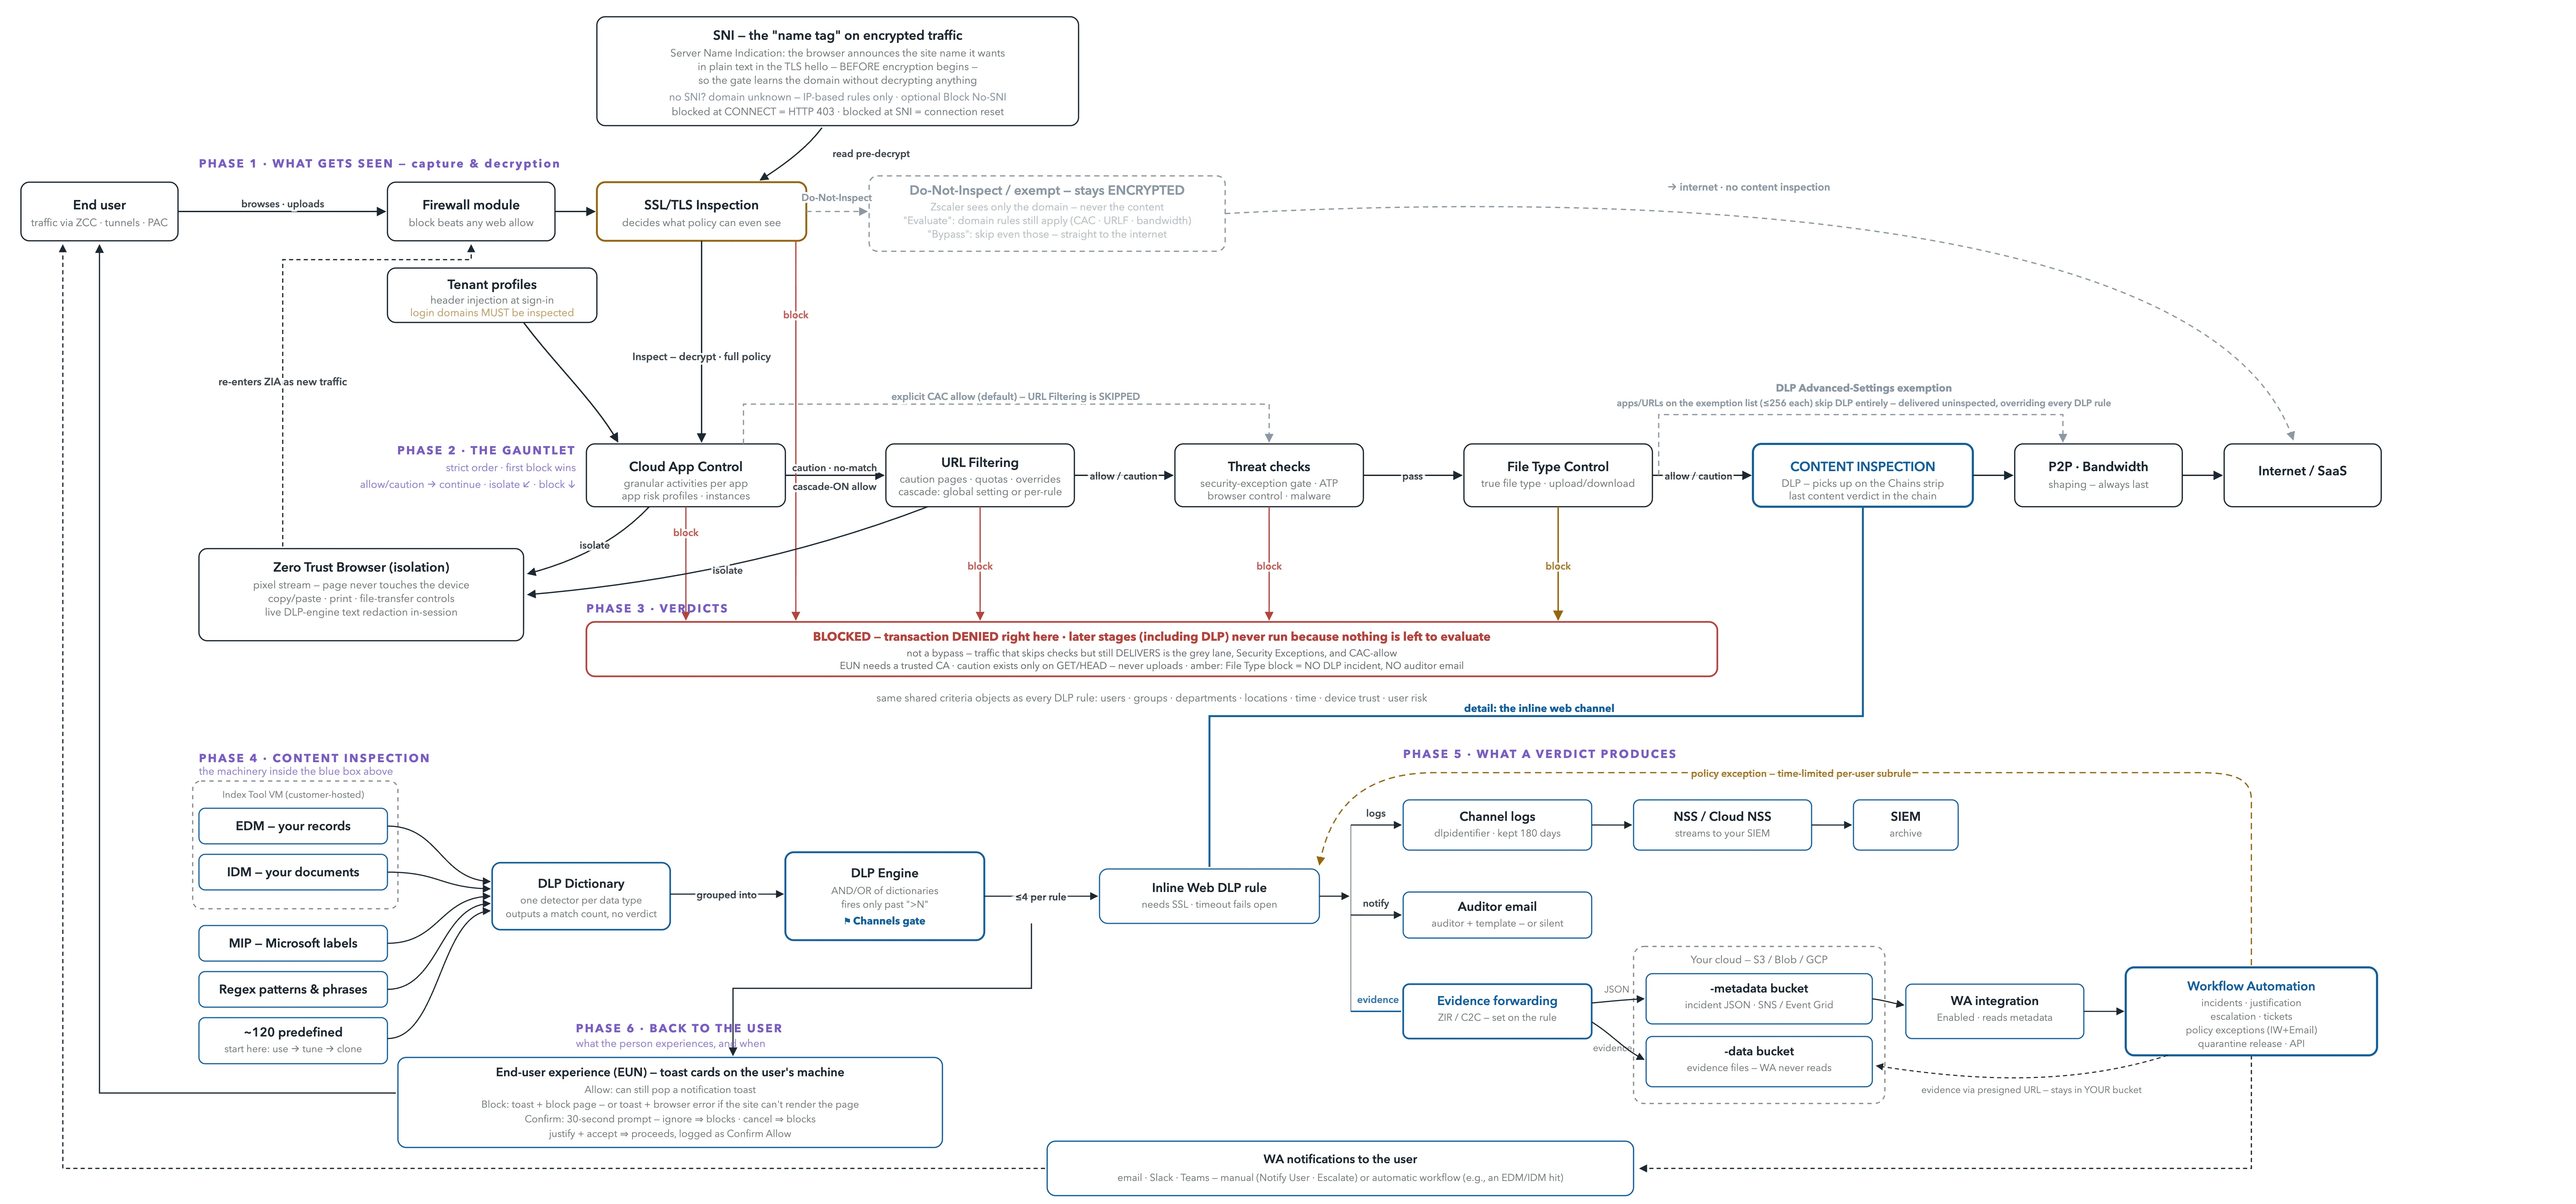 SNI – the "name tag" on encrypted traffic
Server Name Indication: the browser announces the site name it wants
in plain text in the TLS hello – BEFORE encryption begins –
so the gate learns the domain without decrypting anything
no SNI? domain unknown – IP-based rules only · optional Block No-SNI
blocked at CONNECT = HTTP 403 · blocked at SNI = connection reset
read pre-decrypt
PHASE 1 · WHAT GETS SEEN – capture & decryption
End user
traffic via ZCC · tunnels · PAC
browses · uploads
Firewall module
block beats any web allow
SSL/TLS Inspection
decides what policy can even see
Do-Not-Inspect
Do-Not-Inspect / exempt – stays ENCRYPTED
Zscaler sees only the domain – never the content
"Evaluate": domain rules still apply (CAC · URLF · bandwidth)
"Bypass": skip even those – straight to the internet
→ internet · no content inspection
Tenant profiles
header injection at sign-in
login domains MUST be inspected
block
Inspect – decrypt · full policy
re-enters ZIA as new traffic
explicit CAC allow (default) – URL Filtering is SKIPPED
DLP Advanced-Settings exemption
apps/URLs on the exemption list (≤256 each) skip DLP entirely – delivered uninspected, overriding every DLP rule
PHASE 2 · THE GAUNTLET
strict order · first block wins
allow/caution → continue · isolate ↙ · block ↓
Cloud App Control
granular activities per app
app risk profiles · instances
caution · no-match
cascade-ON allow
URL Filtering
caution pages · quotas · overrides
cascade: global setting or per-rule
allow / caution
Threat checks
security-exception gate · ATP
browser control · malware
pass
File Type Control
true file type · upload/download
allow / caution
CONTENT INSPECTION
DLP – picks up on the Chains strip
last content verdict in the chain
P2P · Bandwidth
shaping – always last
Internet / SaaS
isolate
block
isolate
block
block
block
Zero Trust Browser (isolation)
pixel stream – page never touches the device
copy/paste · print · file-transfer controls
live DLP-engine text redaction in-session
PHASE 3 · VERDICTS
BLOCKED – transaction DENIED right here · later stages (including DLP) never run because nothing is left to evaluate
not a bypass – traffic that skips checks but still DELIVERS is the grey lane, Security Exceptions, and CAC-allow
EUN needs a trusted CA · caution exists only on GET/HEAD – never uploads · amber: File Type block = NO DLP incident, NO auditor email
same shared criteria objects as every DLP rule: users · groups · departments · locations · time · device trust · user risk
detail: the inline web channel
PHASE 4 · CONTENT INSPECTION
the machinery inside the blue box above
Index Tool VM (customer-hosted)
EDM – your records
IDM – your documents
MIP – Microsoft labels
Regex patterns & phrases
~120 predefined
start here: use → tune → clone
DLP Dictionary
one detector per data type
outputs a match count, no verdict
grouped into
DLP Engine
AND/OR of dictionaries
fires only past ">N"
⚑ Channels gate
≤4 per rule
Inline Web DLP rule
needs SSL · timeout fails open
PHASE 5 · WHAT A VERDICT PRODUCES
policy exception – time-limited per-user subrule
logs
Channel logs
dlpidentifier · kept 180 days
NSS / Cloud NSS
streams to your SIEM
SIEM
archive
notify
Auditor email
auditor + template – or silent
evidence
Evidence forwarding
ZIR / C2C – set on the rule
JSON
evidence
Your cloud – S3 / Blob / GCP
-metadata bucket
incident JSON · SNS / Event Grid
-data bucket
evidence files – WA never reads
WA integration
Enabled · reads metadata
Workflow Automation
incidents · justification
escalation · tickets
policy exceptions (IW+Email)
quarantine release · API
evidence via presigned URL – stays in YOUR bucket
PHASE 6 · BACK TO THE USER
what the person experiences, and when
End-user experience (EUN) – toast cards on the user's machine
Allow: can still pop a notification toast
Block: toast + block page – or toast + browser error if the site can't render the page
Confirm: 30-second prompt – ignore ⇒ blocks · cancel ⇒ blocks
justify + accept ⇒ proceeds, logged as Confirm Allow
WA notifications to the user
email · Slack · Teams – manual (Notify User · Escalate) or automatic workflow (e.g., an EDM/IDM hit)